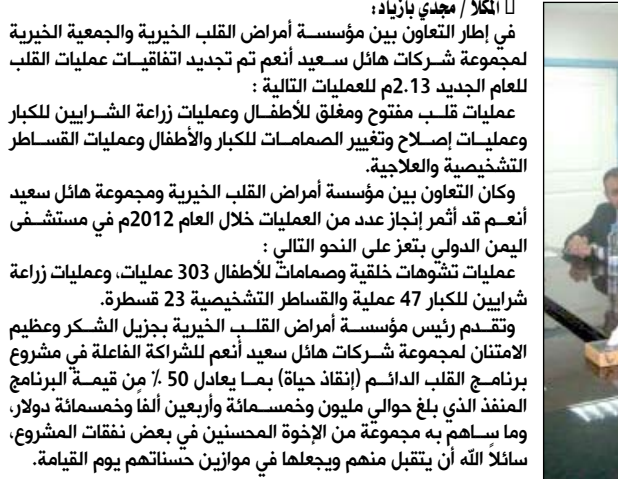 المكلا / مجدي بازياد:
في إطار التعاون بين مؤسسة أمراض القلب الخيرية والجمعية الخيرية
لمجموعة شركات هائل سعيد أنعم تم تجديد اتفاقيات عمليات القلب
للعام الجديد 2.13م للعمليات التالية :
عمليات قلب مفتوح ومغلق للأطفال وعمليات زراعة الشرايين للكبار
وعمليات إصلاح وتغيير الصمامات للكبار والأطفال وعمليات القساطر
التشخيصية والعلاجية.
وكان التعاون بين مؤسسة أمراض القلب الخيرية ومجموعة هائل سعيد
أنعم قد أثمر إنجاز عدد من العمليات خلال العام 2012م في مستشفى
اليمن الدولي بتعز على النحو التالي :
عمليات تشوهات خلقية وصمامات للأطفال 303 عمليات، وعمليات زراعة
شرايين للكبار 47 عملية والقساطر التشخيصية 23 قسطرة.
وتقدم رئيس مؤسسة أمراض القلب الخيرية بجزيل الشكر وعظيم
الامتنان لمجموعة شركات هائل سعيد أنعم للشراكة الفاعلة في مشروع
برنامج القلب الدائم (إنقاذ حياة) بما يعادل 50 ٪ من قيمة البرنامج
المنفذ الذي بلغ حوالي مليون وخمسمائة وأربعين ألفاً وخمسمائة دولار،
وما ساهم به مجموعة من الإخوة المحسنين في بعض نفقات المشروع،
سائلاً الله أن يتقبل منهم ويجعلها في موازين حسناتهم يوم القيامة.